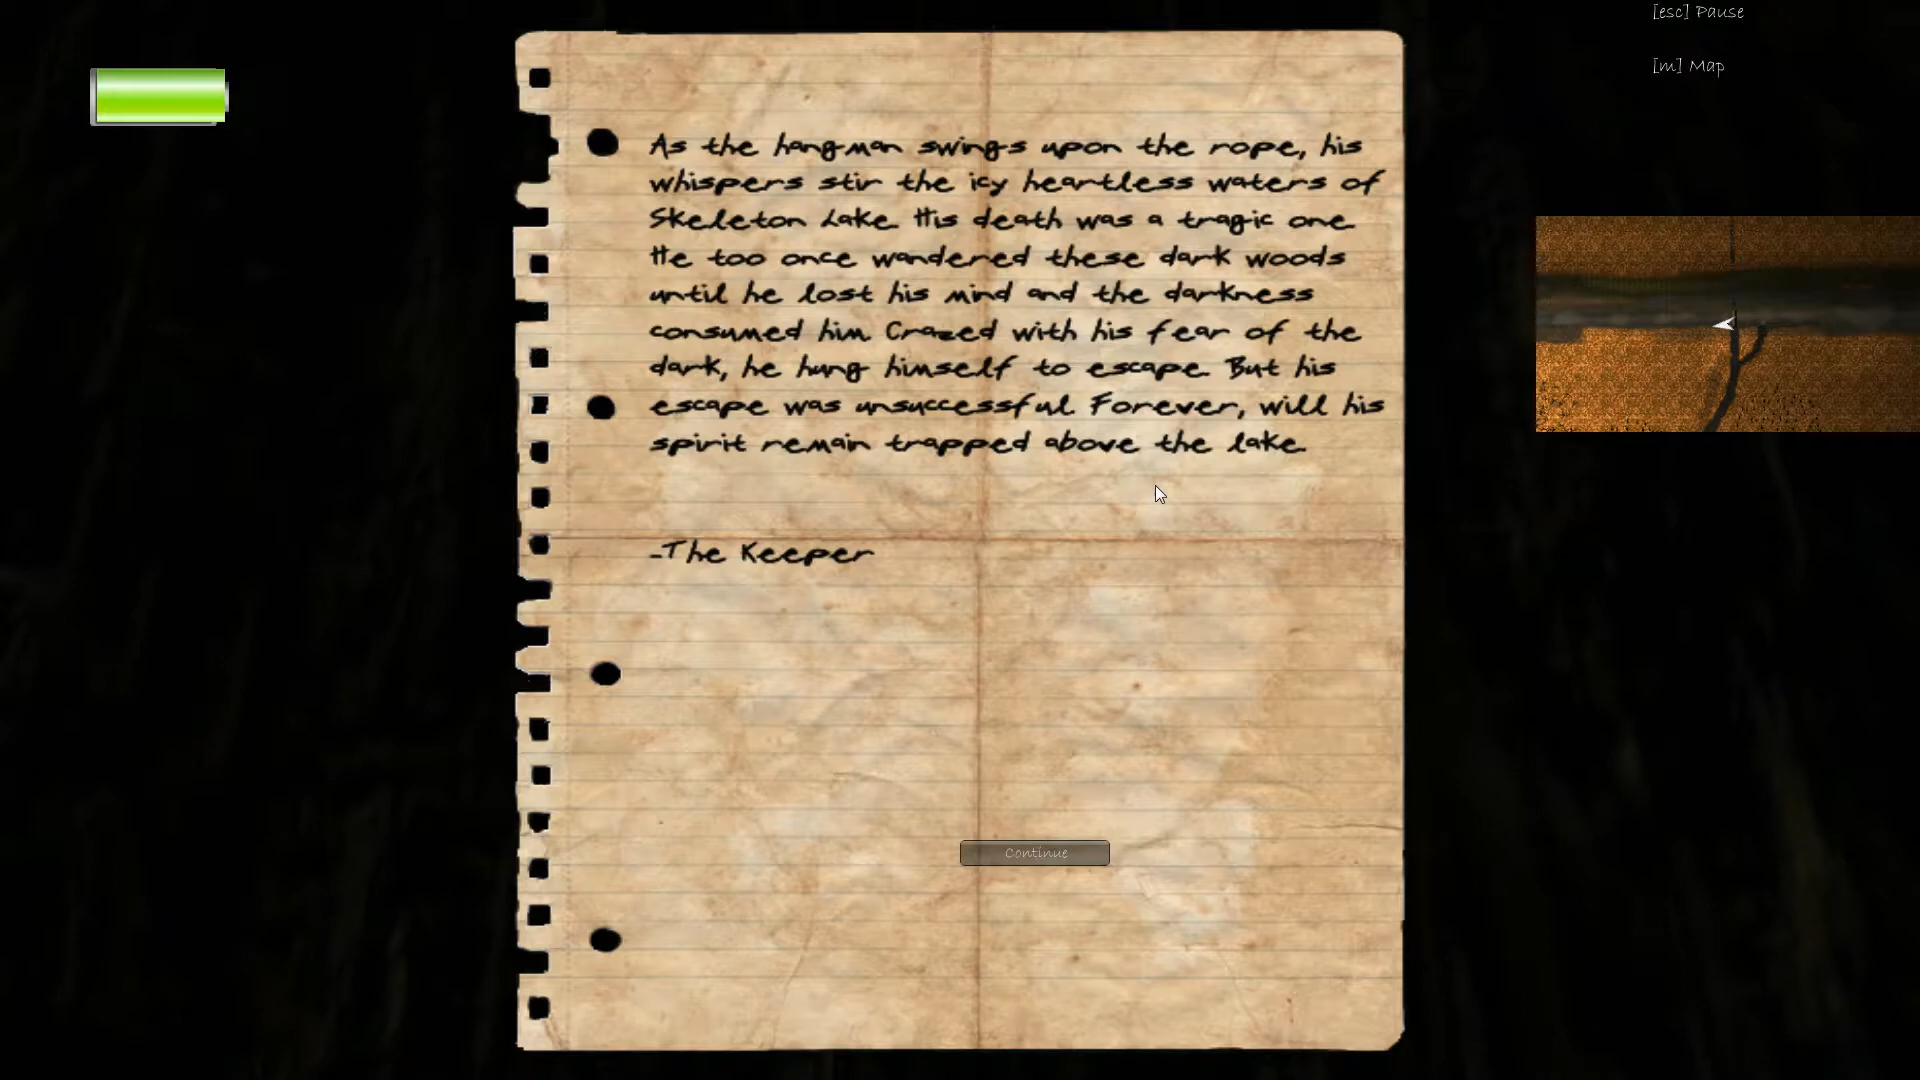 [esc] Pause
[m] Map
As the hangman swings upon the rope, his
whispers stir the icy heartless waters of
Skeleton Lake. His death was a tragic one.
He too once wandered these dark woods
until he lost his mind and the darkness
consumed him. Crazed with his fear of the
dark, he hung himself to escape. But his
escape was unsuccessful. Forever, will his
spirit remain trapped above the lake.
-The Keeper
Continue